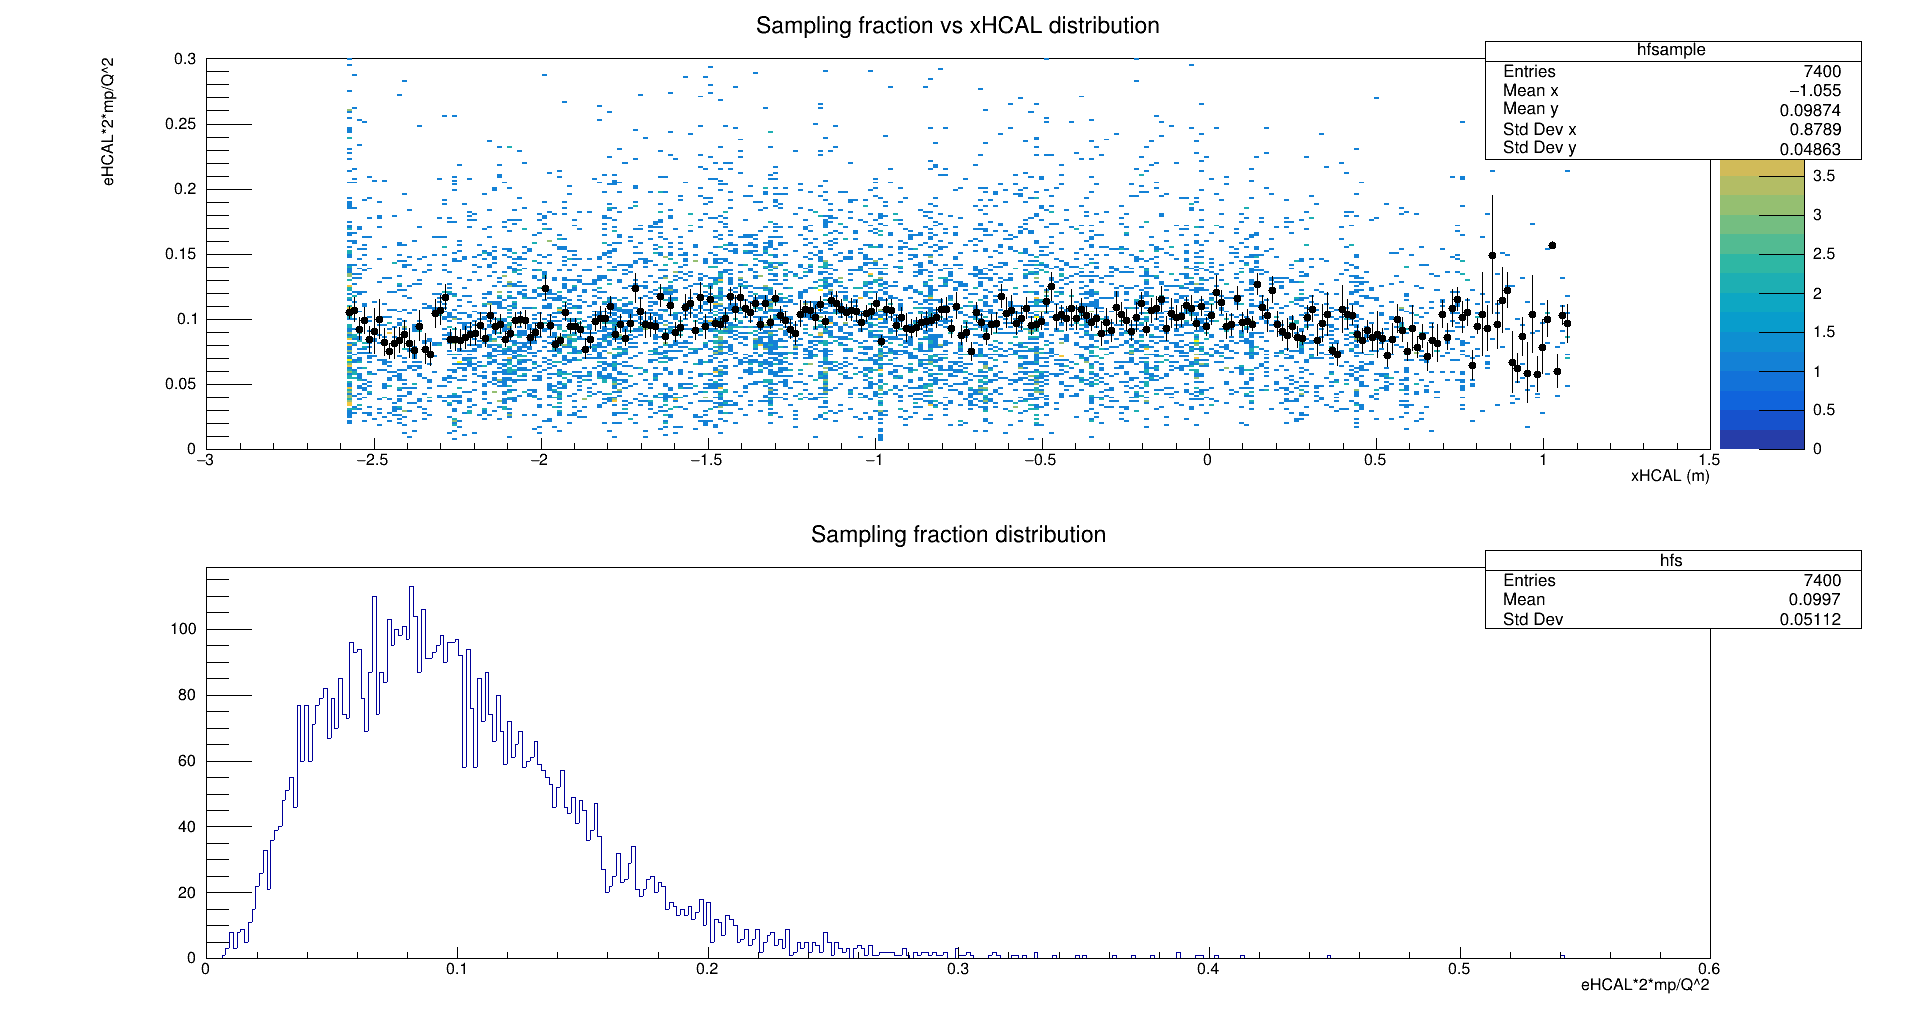 Sampling fraction vs xHCAL distribution
eHCAL*2*mp/Q^2
0.3
0.25
0.2
0.15
0.1
0.05
0
−3
−2.5
−2
−1.5
−1
−0.5
0
0.5
1
1.5
xHCAL (m)
hfsample
Entries 7400
Mean x −1.055
Mean y 0.09874
Std Dev x 0.8789
Std Dev y 0.04863
3.5
3
2.5
2
1.5
1
0.5
0
Sampling fraction distribution
hfs
Entries 7400
Mean 0.0997
Std Dev 0.05112
100
80
60
40
20
0
0
0.1
0.2
0.3
0.4
0.5
0.6
eHCAL*2*mp/Q^2